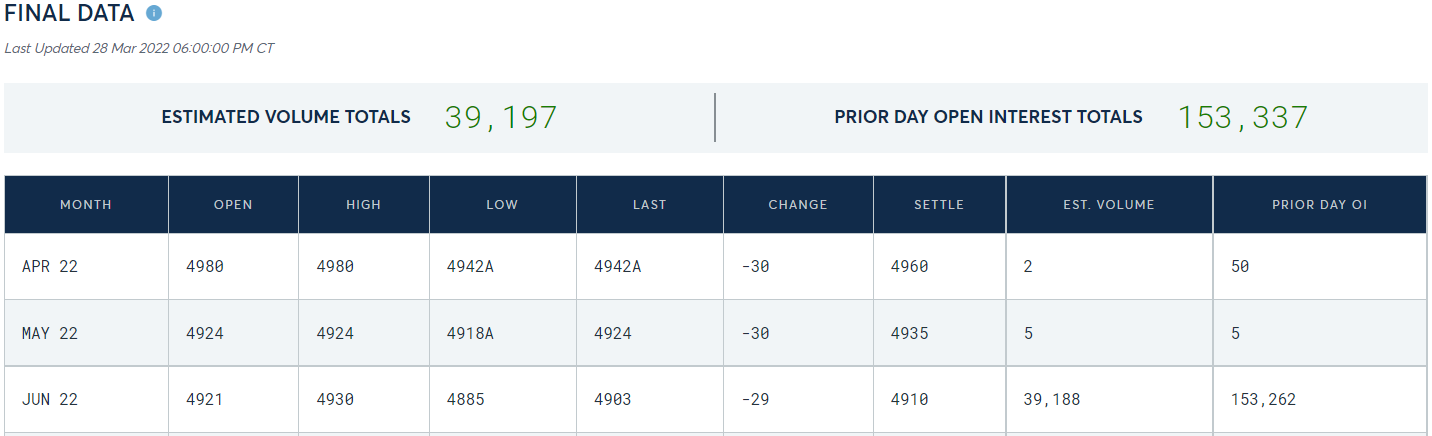 FINAL DATA i
Last Updated 28 Mar 2022 06:00:00 PM CT
ESTIMATED VOLUME TOTALS 39,197 PRIOR DAY OPEN INTEREST TOTALS 153,337
MONTH OPEN HIGH LOW LAST CHANGE SETTLE EST. VOLUME PRIOR DAY OI
APR 22 4980 4980 4942A 4942A -30 4960 2 50
MAY 22 4924 4924 4918A 4924 -30 4935 5 5
JUN 22 4921 4930 4885 4903 -29 4910 39,188 153,262